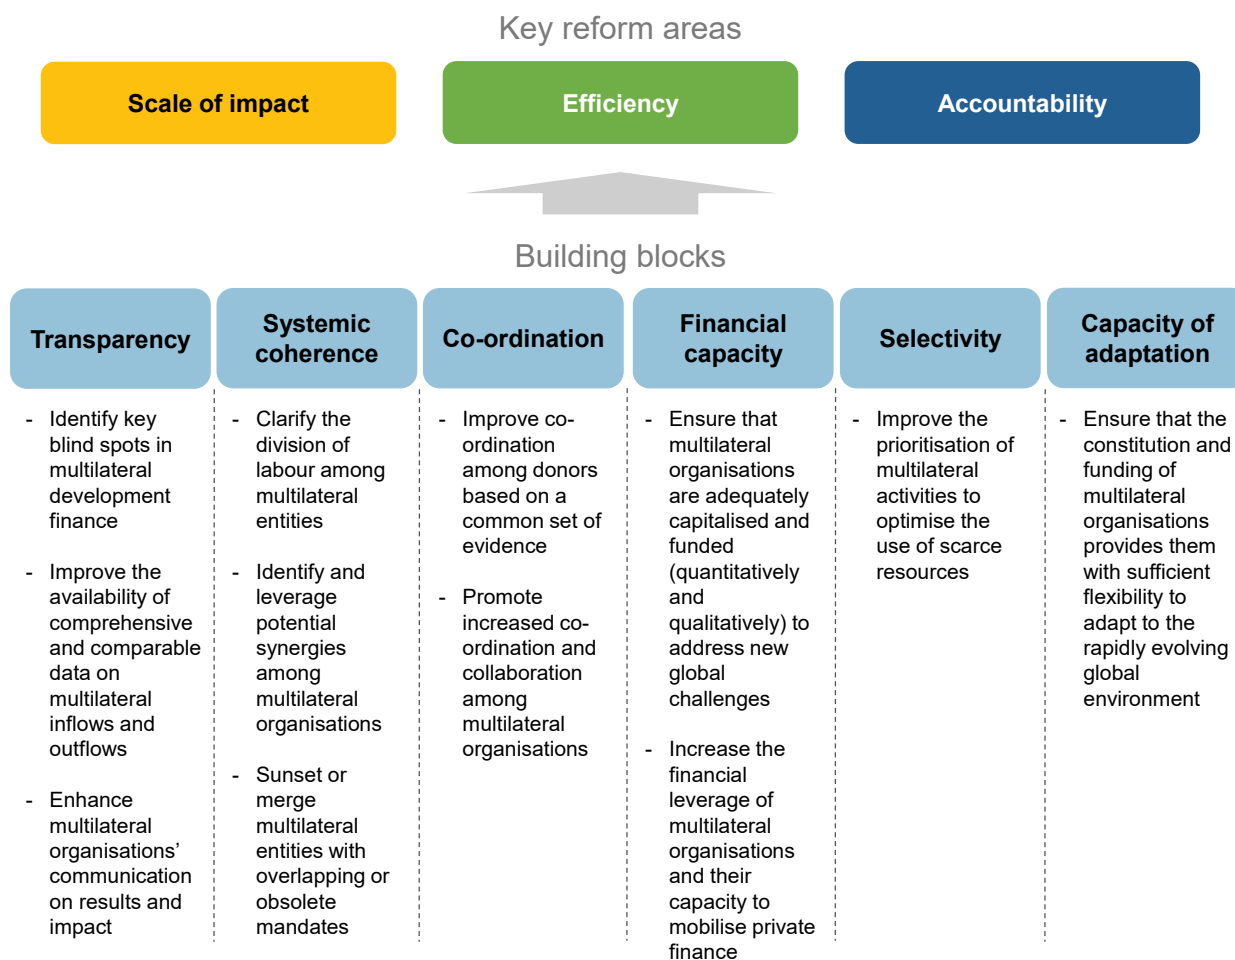 Key reform areas
Scale of impact
Efficiency
Accountability
Building blocks
Transparency
Systemic
coherence
Co-ordination
Financial
capacity
Selectivity
Capacity of
adaptation
- Identify key
blind spots in
multilateral
development
finance
- Improve the
availability of
comprehensive
and comparable
data on
multilateral
inflows and
outflows
- Enhance
multilateral
organisations’
communication
on results and
impact
- Clarify the
division of
labour among
multilateral
entities
- Identify and
leverage
potential
synergies
among
multilateral
organisations
- Sunset or
merge
multilateral
entities with
overlapping or
obsolete
mandates
- Improve co-
ordination
among donors
based on a
common set of
evidence
- Promote
increased co-
ordination and
collaboration
among
multilateral
organisations
- Ensure that
multilateral
organisations
are adequately
capitalised and
funded
(quantitatively
and
qualitatively) to
address new
global
challenges
- Increase the
financial
leverage of
multilateral
organisations
and their
capacity to
mobilise private
finance
- Improve the
prioritisation of
multilateral
activities to
optimise the
use of scarce
resources
- Ensure that the
constitution and
funding of
multilateral
organisations
provides them
with sufficient
flexibility to
adapt to the
rapidly evolving
global
environment